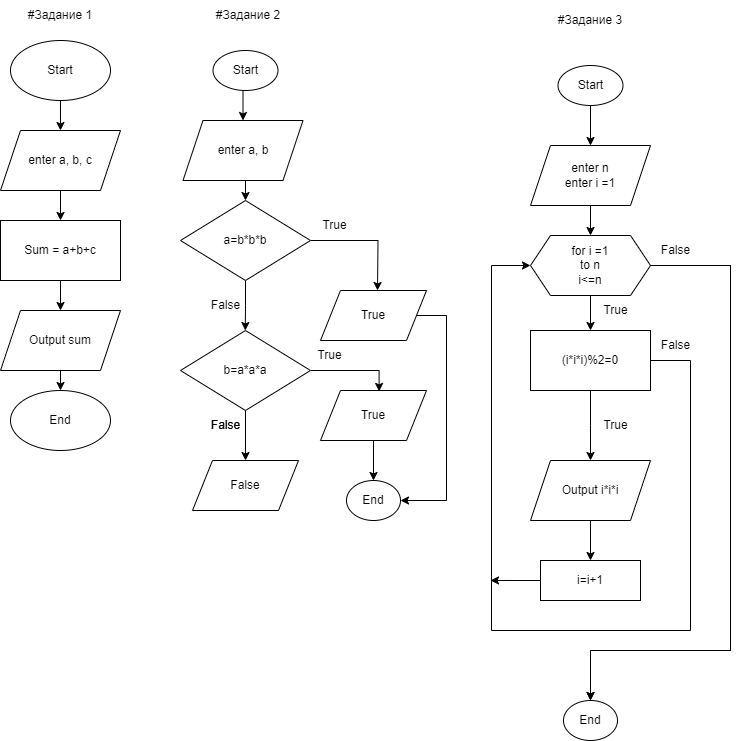 #Задание 1
Start
enter a, b, c
Sum = a+b+c
Output sum
End
#Задание 2
Start
enter a, b
a=b*b*b
True
True
False
b=a*a*a
True
True
False
False
End
#Задание 3
Start
enter n
enter i =1
for i =1
to n
i<=n
False
True
(i*i*i)%2=0
False
True
Output i*i*i
i=i+1
End